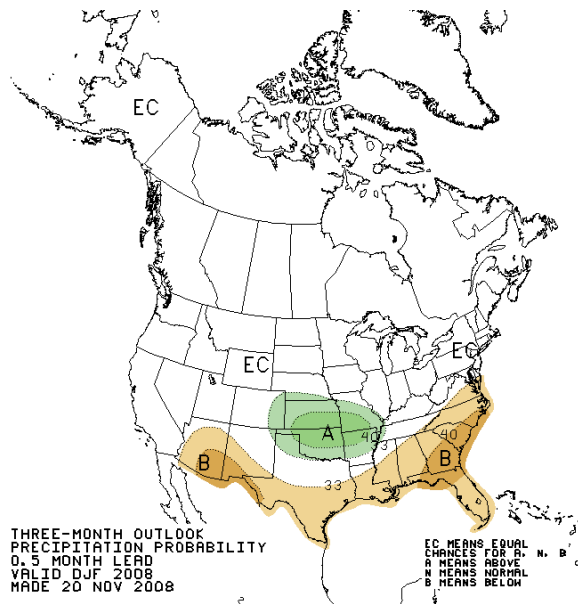 EC
EC
EC
A
40
33
B
40
B
33
THREE-MONTH OUTLOOK
PRECIPITATION PROBABILITY
0.5 MONTH LEAD
VALID DJF 2008
MADE 20 NOV 2008
EC MEANS EQUAL
CHANCES FOR A, N, B
A MEANS ABOVE
N MEANS NORMAL
B MEANS BELOW